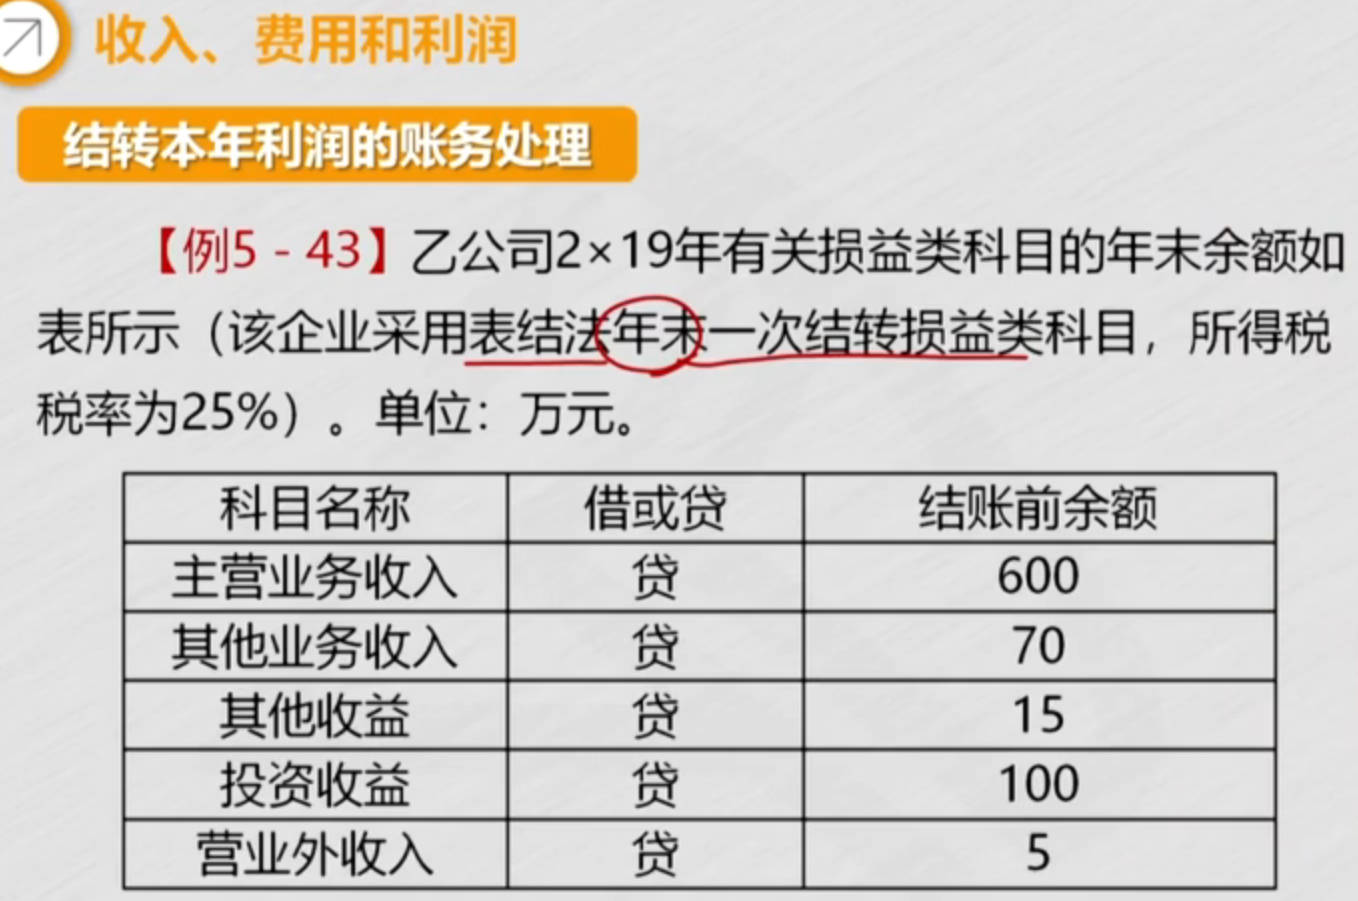 收入、费用和利润
结转本年利润的账务处理
【例5 - 43】乙公司2×19年有关损益类科目的年末余额如
表所示（该企业采用表结法年末一次结转损益类科目，所得税
税率为25%）。单位：万元。
科目名称 借或贷 结账前余额
主营业务收入 贷 600
其他业务收入 贷 70
其他收益 贷 15
投资收益 贷 100
营业外收入 贷 5